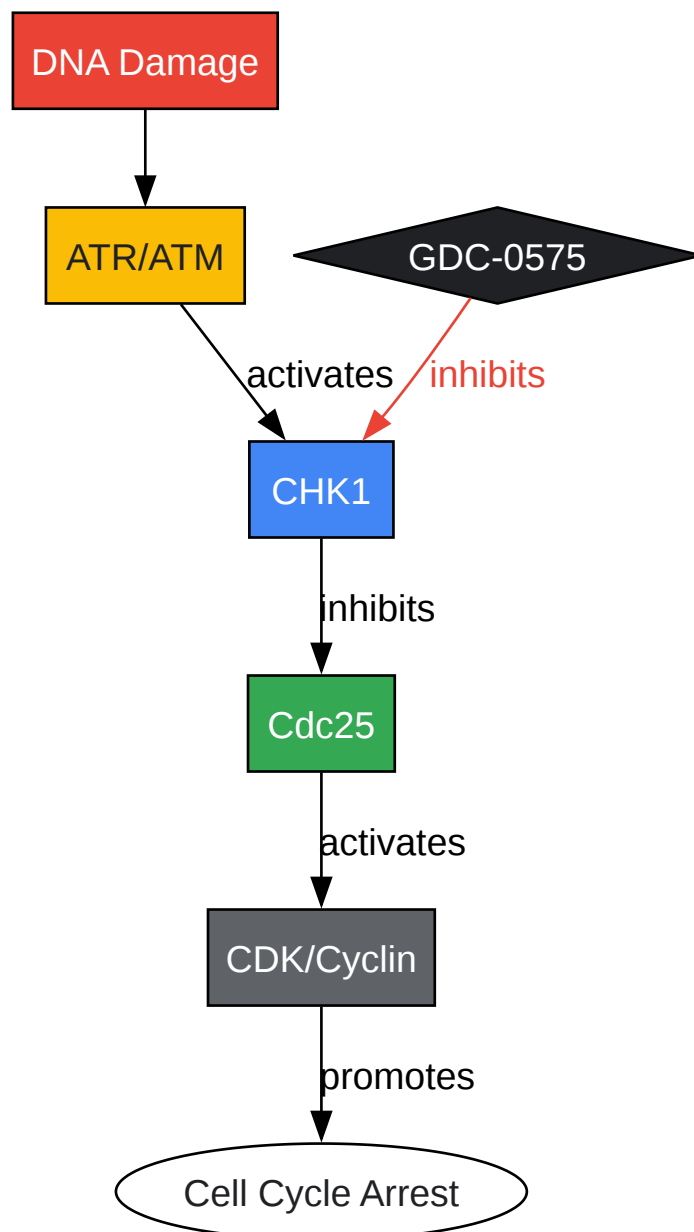 DNA Damage
ATR/ATM
GDC-0575
activates
inhibits
CHK1
inhibits
Cdc25
activates
CDK/Cyclin
promotes
Cell Cycle Arrest